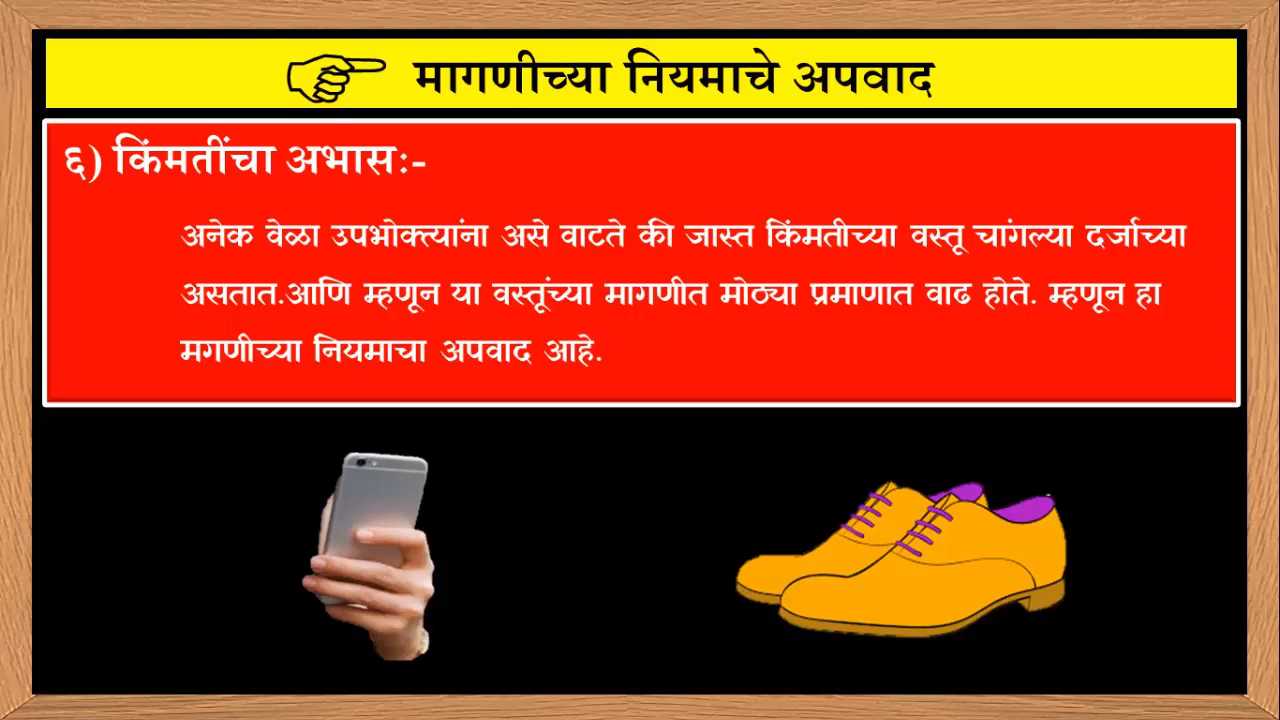 मागणीच्या नियमाचे अपवाद
६) किंमतींचा अभासः-
अनेक वेळा उपभोक्त्यांना असे वाटते की जास्त किंमतीच्या वस्तू चांगल्या दर्जाच्या
असतात.आणि म्हणून या वस्तूंच्या मागणीत मोठ्या प्रमाणात वाढ होते. म्हणून हा
मगणीच्या नियमाचा अपवाद आहे.